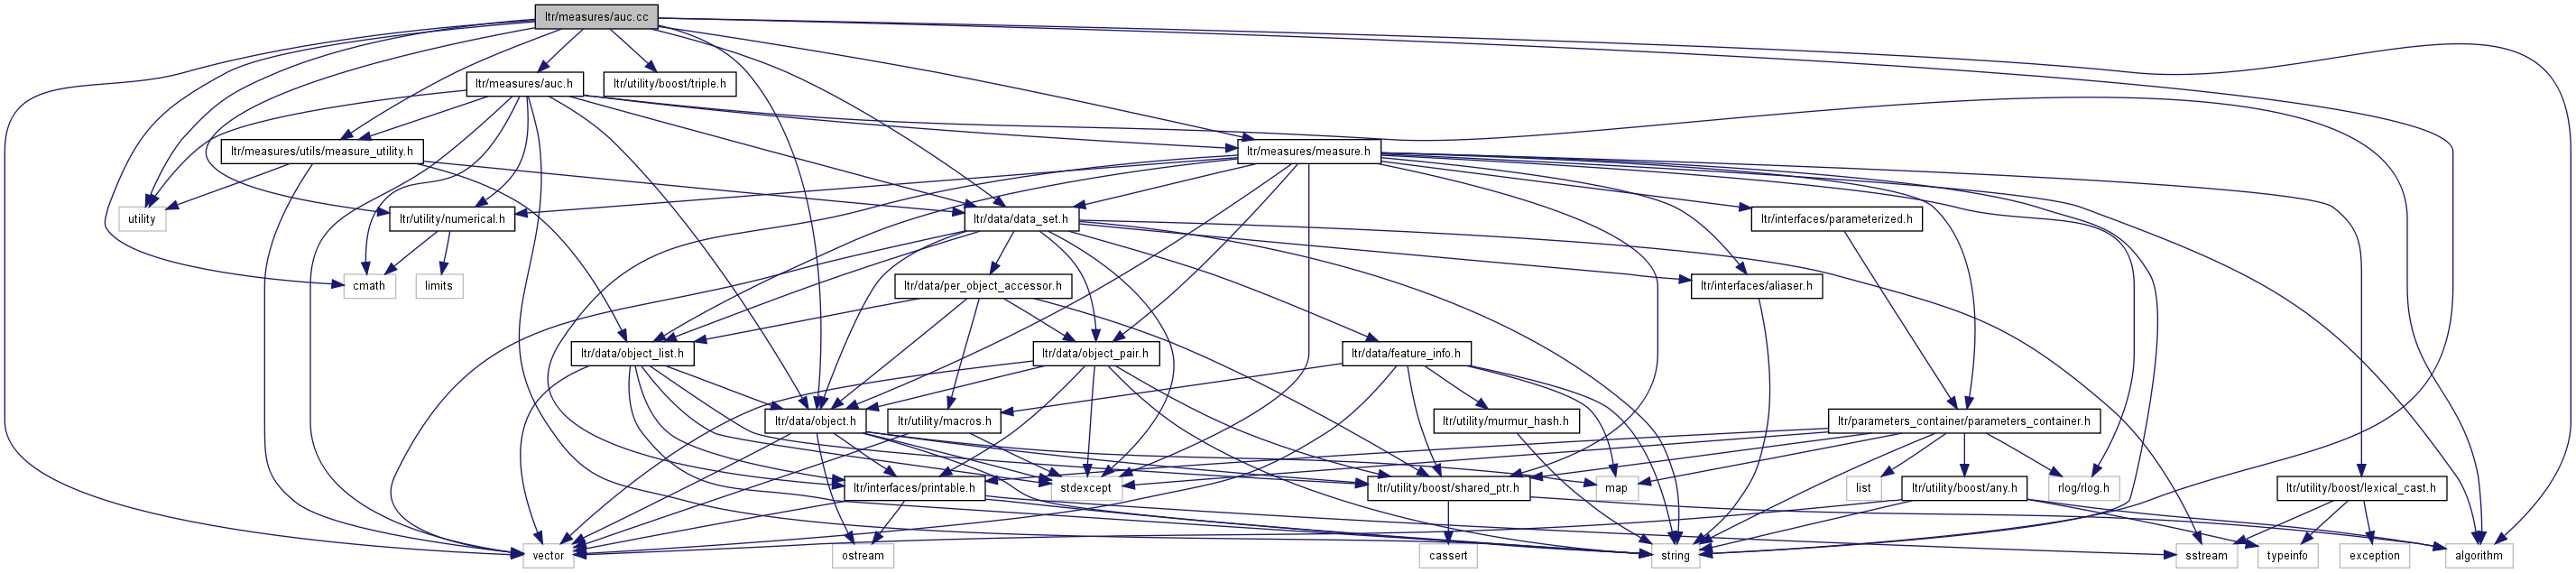 ltr/measures/auc.cc
ltr/measures/auc.h
ltr/utility/boost/triple.h
ltr/measures/utils/measure_utility.h
ltr/measures/measure.h
utility
ltr/utility/numerical.h
ltr/data/data_set.h
ltr/interfaces/parameterized.h
cmath
limits
ltr/data/per_object_accessor.h
ltr/interfaces/aliaser.h
ltr/data/object_list.h
ltr/data/object_pair.h
ltr/data/feature_info.h
ltr/data/object.h
ltr/utility/macros.h
ltr/utility/murmur_hash.h
ltr/parameters_container/parameters_container.h
ltr/interfaces/printable.h
stdexcept
ltr/utility/boost/shared_ptr.h
map
list
ltr/utility/boost/any.h
rlog/rlog.h
ltr/utility/boost/lexical_cast.h
vector
ostream
cassert
string
sstream
typeinfo
exception
algorithm